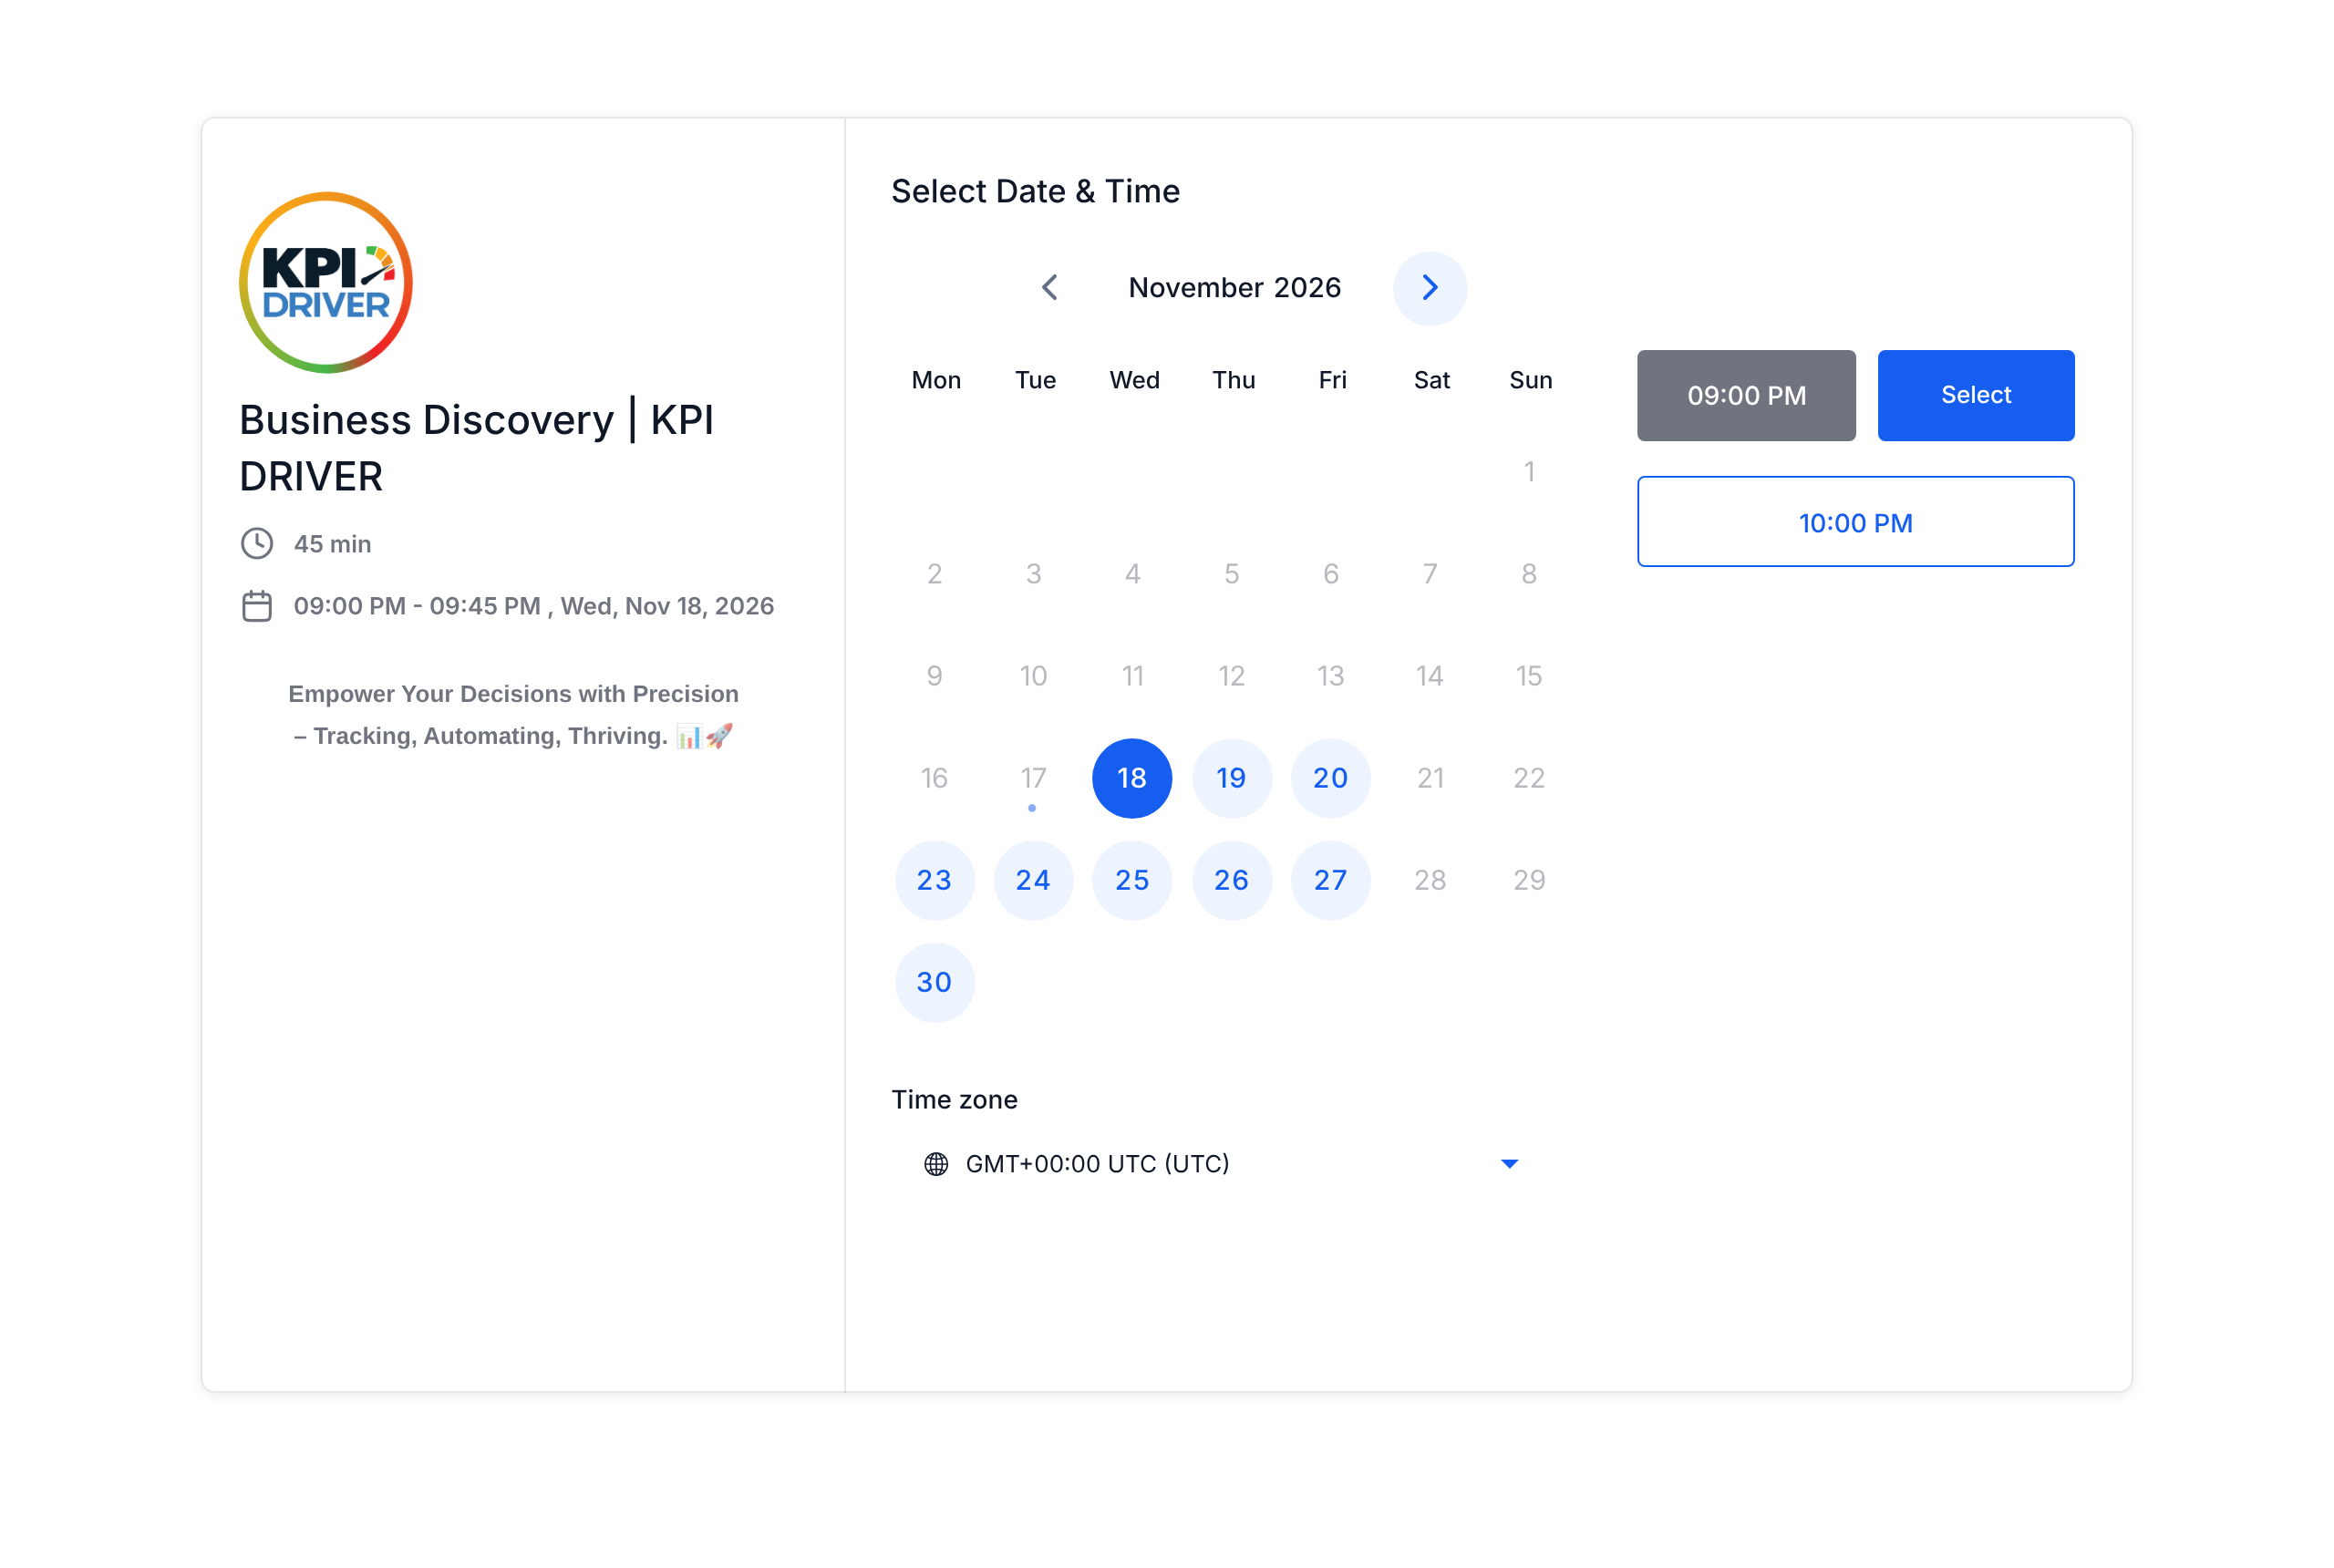 KPI
DRIVER
Business Discovery | KPI
DRIVER
45 min
09:00 PM - 09:45 PM , Wed, Nov 18, 2026
Empower Your Decisions with Precision
– Tracking, Automating, Thriving. 📊🚀
Select Date & Time
November 2026
Mon Tue Wed Thu Fri Sat Sun
1
2 3 4 5 6 7 8
9 10 11 12 13 14 15
16 17 18 19 20 21 22
23 24 25 26 27 28 29
30
Time zone
GMT+00:00 UTC (UTC)
09:00 PM Select
10:00 PM